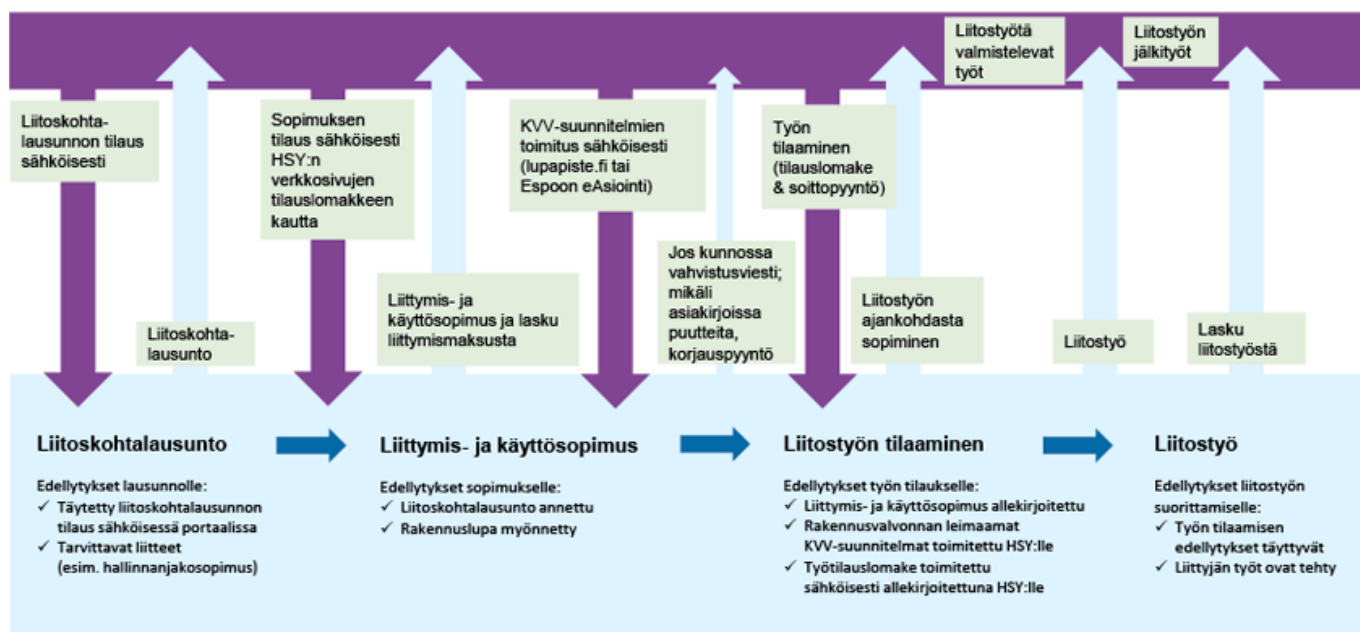 Liitostyötä
valmistelevat
työt
Liitostyön
jälkityöt
Liitoskohta-
lausunnon tilaus
sähköisesti
Sopimuksen
tilaus sähköisesti
HSY:n
verkkosivujen
tilauslomakkeen
kautta
KVV-suunnitelmien
toimitus sähköisesti
(lupapiste.fi tai
Espoon eAsiointi)
Työn
tilaaminen
(tilauslomake
& soittopyyntö)
Liitoskohta-
lausunto
Liittymis- ja
käyttösopimus ja lasku
liittymismaksusta
Jos kunnossa
vahvistusviesti;
mikäli
asiakirjoissa
puutteita,
korjauspyyntö
Liitostyön
ajankohdasta
sopiminen
Liitostyö
Lasku
liitostyöstä
Liitoskohtalausunto
Edellytykset lausunnolle:
✓ Täytetty liitoskohtalausunnon
tilaus sähköisessä portaalissa
✓ Tarvittavat liitteet
(esim. hallinnanjakosopimus)
Liittymis- ja käyttösopimus
Edellytykset sopimukselle:
✓ Liitoskohtalausunto annettu
✓ Rakennuslupa myönnetty
Liitostyön tilaaminen
Edellytykset työn tilaukselle:
✓ Liittymis- ja käyttösopimus allekirjoitettu
✓ Rakennusvalvonnan leimaamat
KVV-suunnitelmat toimitettu HSY:lle
✓ Työtilauslomake toimitettu
sähköisesti allekirjoitettuna HSY:lle
Liitostyö
Edellytykset liitostyön
suorittamiselle:
✓ Työn tilaamisen
edellytykset täyttyvät
✓ Liittyjän työt ovat tehty